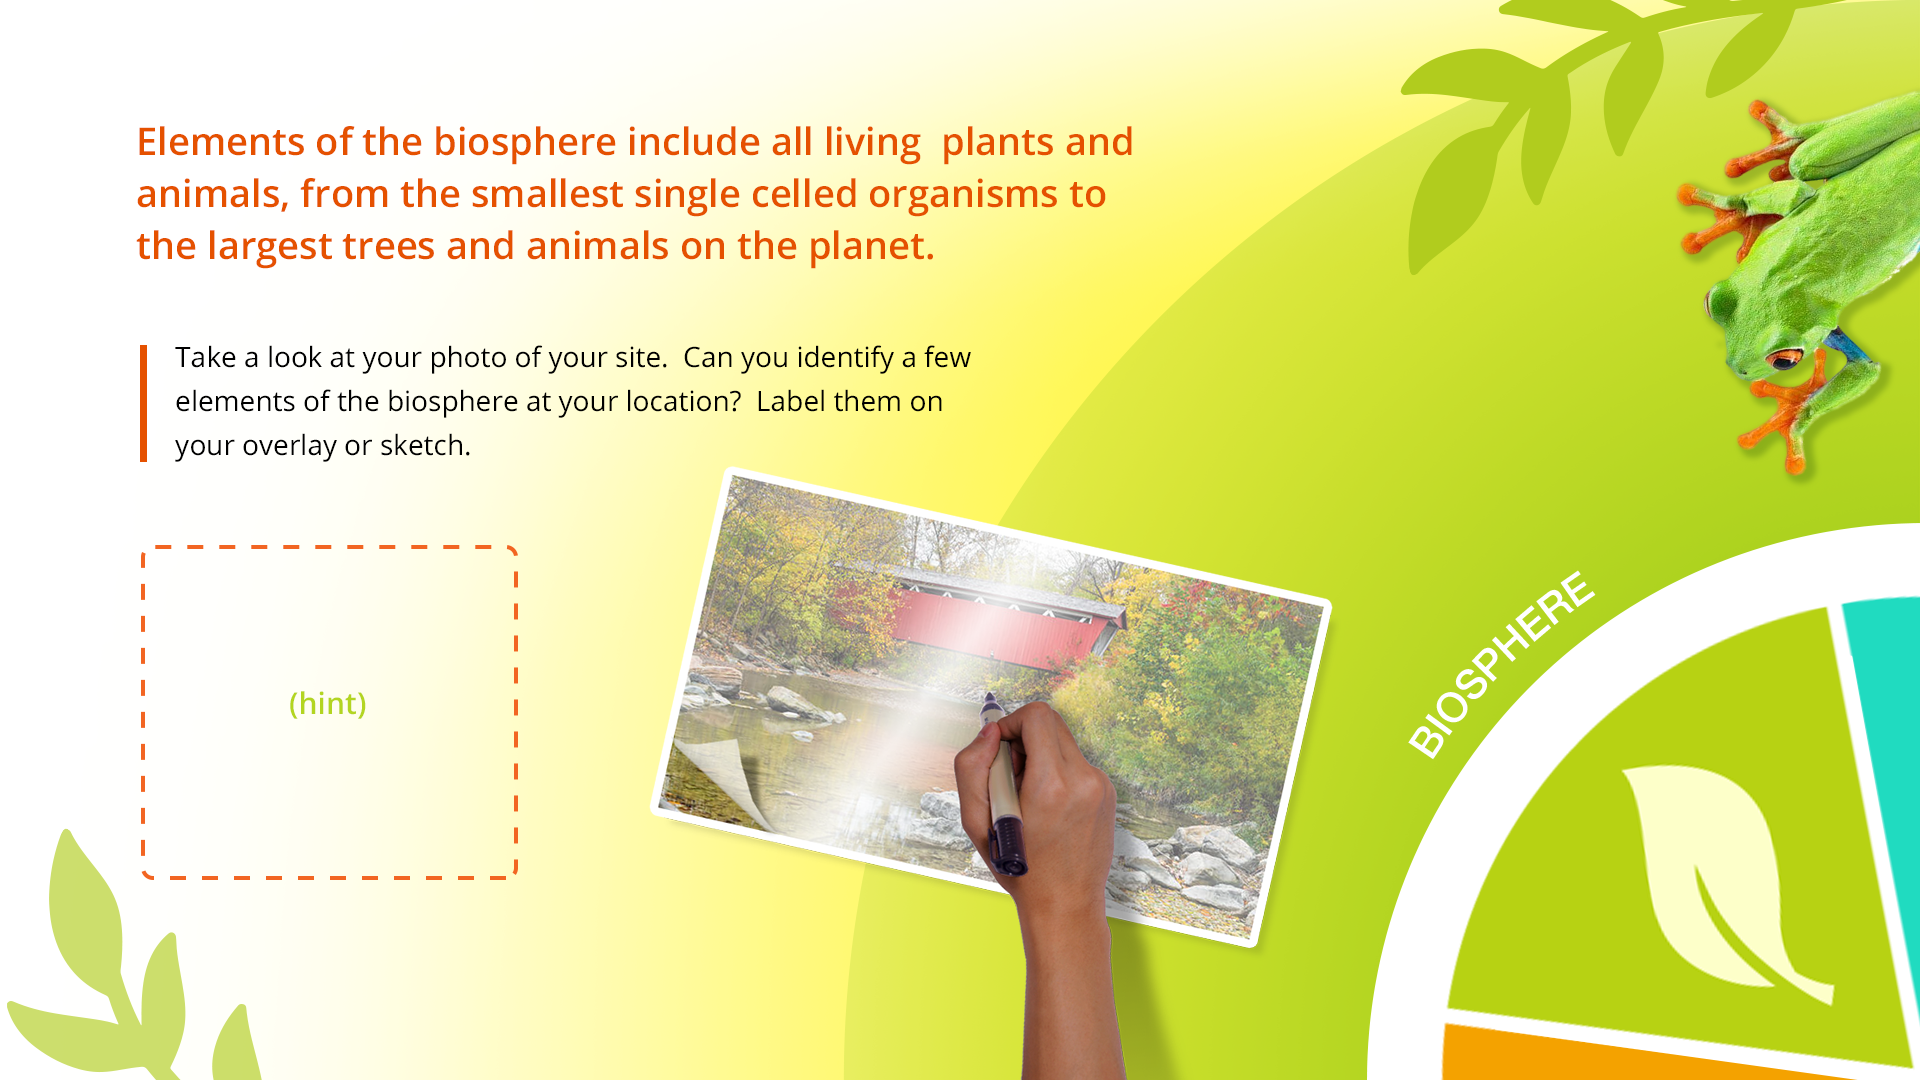 Elements of the biosphere include all living  plants and
animals, from the smallest single celled organisms to
the largest trees and animals on the planet.
Take a look at your photo of your site.  Can you identify a few
elements of the biosphere at your location?  Label them on
your overlay or sketch.
(hint)
BIOSPHERE